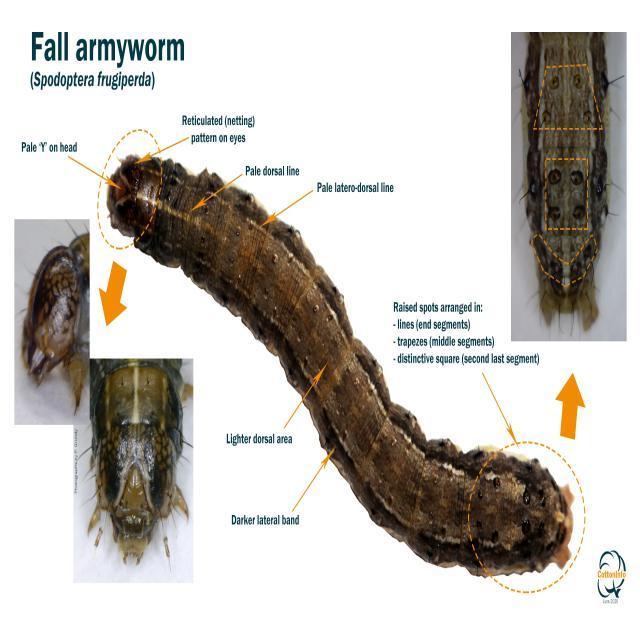 Fall armyworm
(Spodoptera frugiperda)
Reticulated (netting)
pattern on eyes
Pale 'Y' on head
Pale dorsal line
Pale latero-dorsal line
Raised spots arranged in:
- lines (end segments)
- trapezes (middle segments)
- distinctive square (second last segment)
Lighter dorsal area
Darker lateral band
CottonInfo